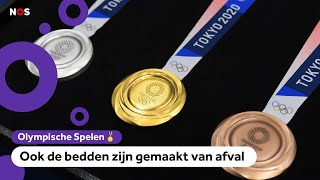 NOS
TOKYO 2020
TOKYO 2020
Olympische Spelen🏅
Ook de bedden zijn gemaakt van afval